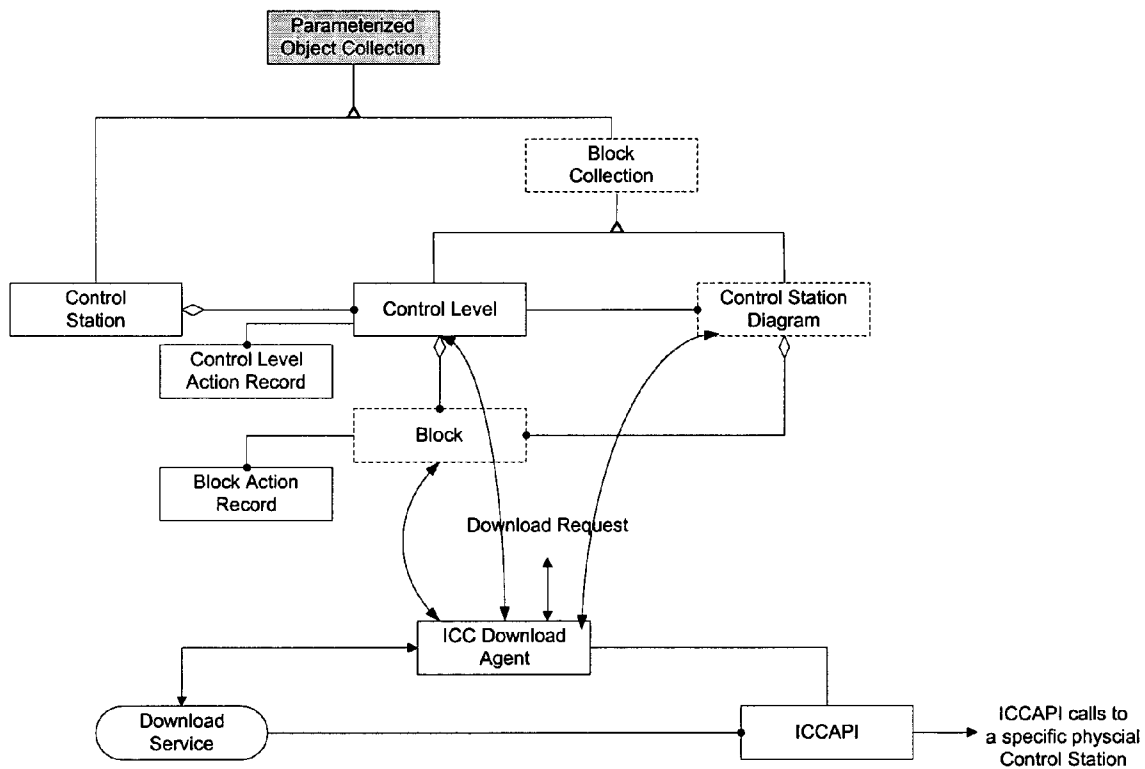 Parameterized
Object Collection
Block
Collection
Control
Station
Control Level
Control Station
Diagram
Control Level
Action Record
Block
Block Action
Record
Download Request
ICC Download
Agent
Download
Service
ICCAPI
ICCAPI calls to
a specific physcial
Control Station